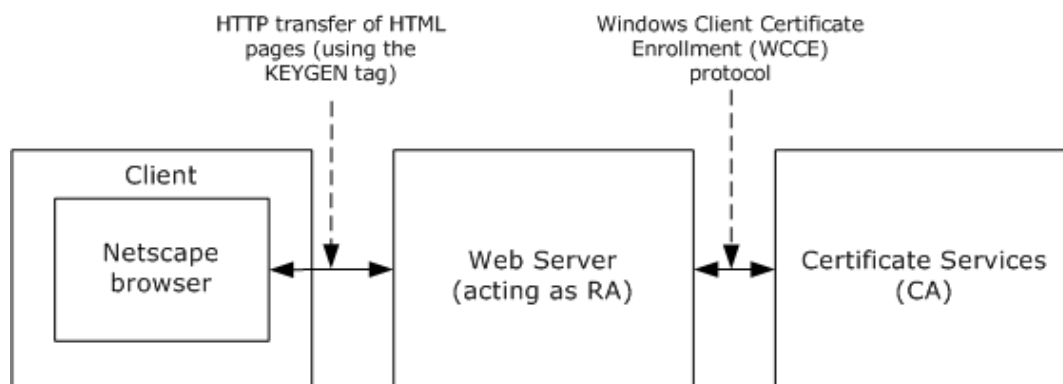 HTTP transfer of HTML
pages (using the
KEYGEN tag)
Windows Client Certificate
Enrollment (WCCE)
protocol
Client
Netscape
browser
Web Server
(acting as RA)
Certificate Services
(CA)